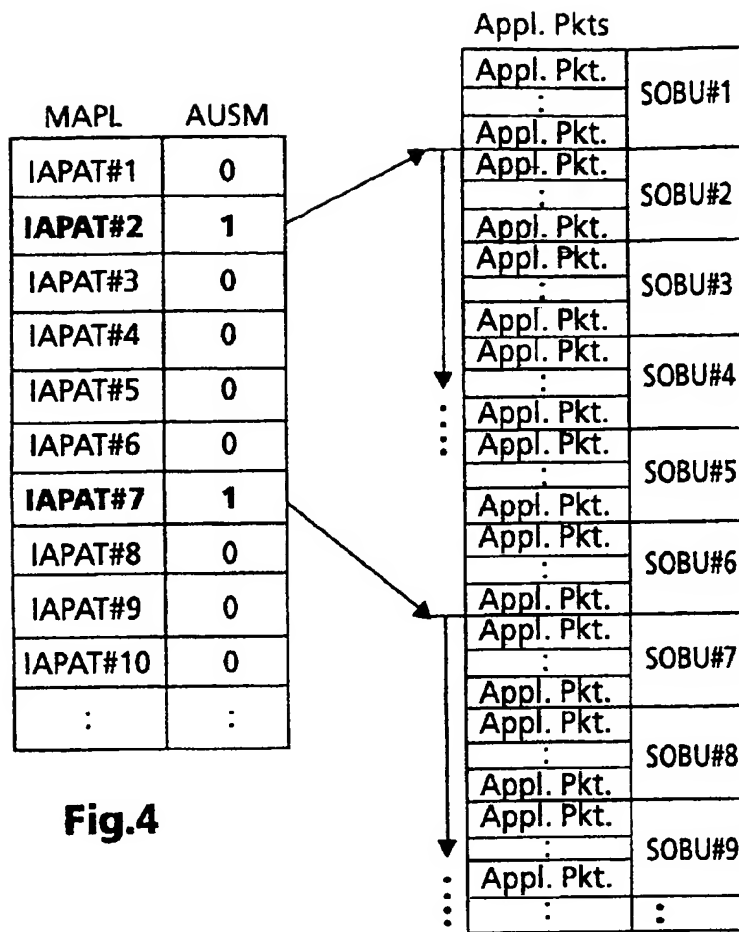 MAPL AUSM
IAPAT#1 0
IAPAT#2 1
IAPAT#3 0
IAPAT#4 0
IAPAT#5 0
IAPAT#6 0
IAPAT#7 1
IAPAT#8 0
IAPAT#9 0
IAPAT#10 0
: :
Fig.4
Appl. Pkts
Appl. Pkt.
:
Appl. Pkt.
SOBU#1
Appl. Pkt.
:
Appl. Pkt.
SOBU#2
Appl. Pkt.
:
Appl. Pkt.
SOBU#3
Appl. Pkt.
:
Appl. Pkt.
SOBU#4
Appl. Pkt.
:
Appl. Pkt.
SOBU#5
Appl. Pkt.
:
Appl. Pkt.
SOBU#6
Appl. Pkt.
:
Appl. Pkt.
SOBU#7
Appl. Pkt.
:
Appl. Pkt.
SOBU#8
Appl. Pkt.
:
Appl. Pkt.
SOBU#9
: :